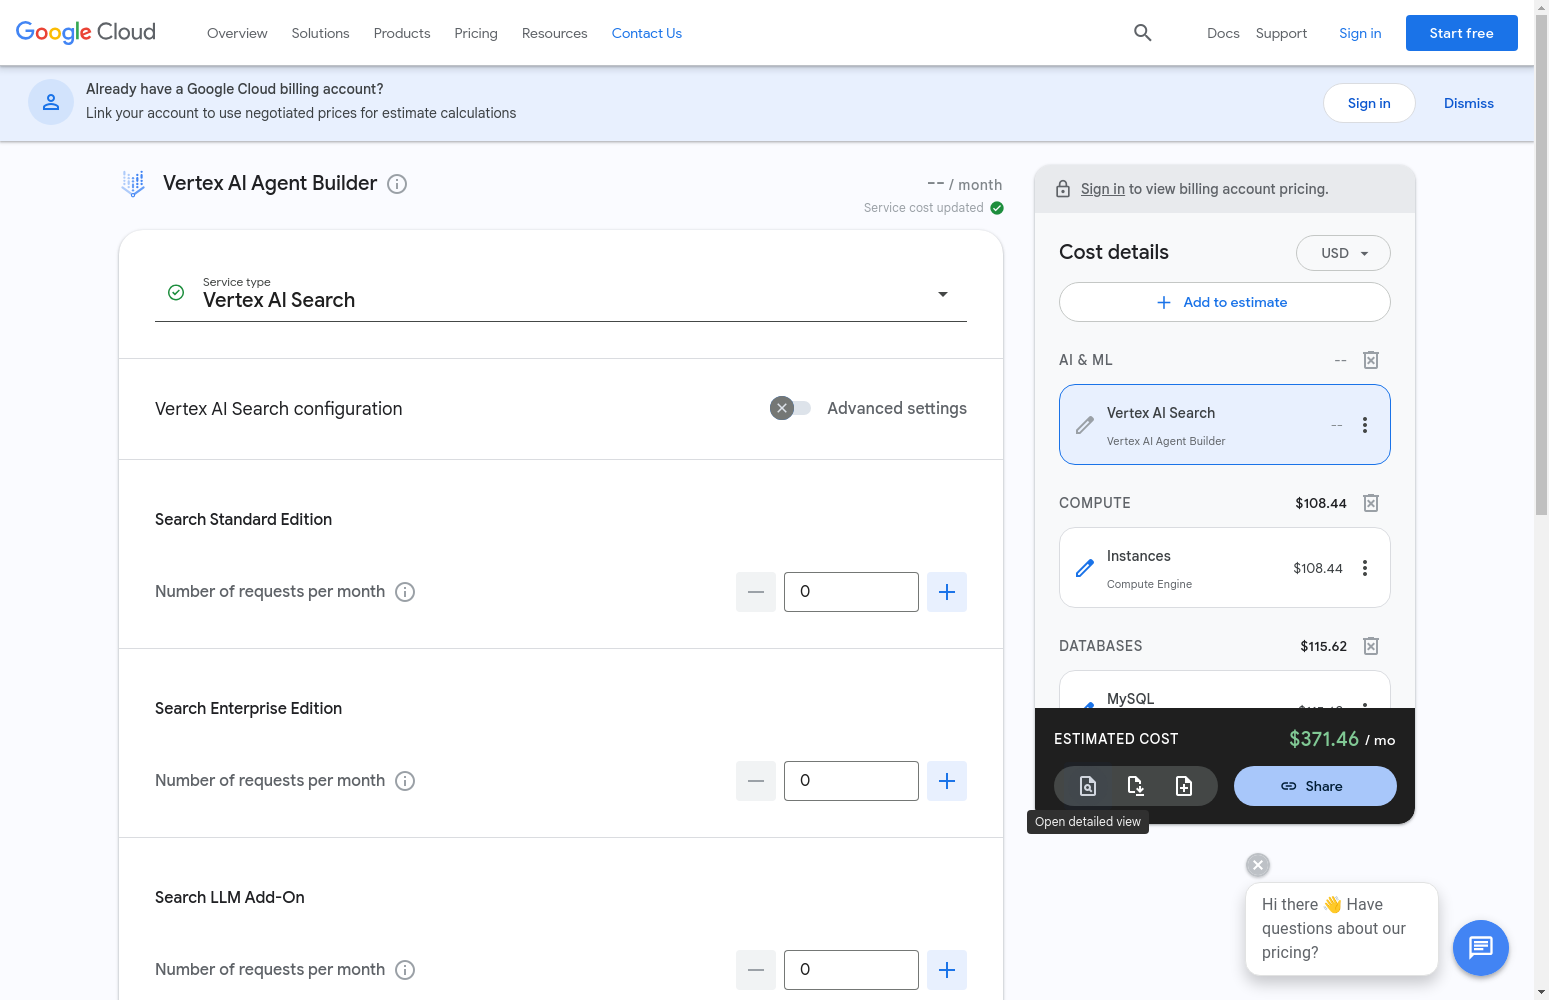 Google Cloud
Overview Solutions Products Pricing Resources Contact Us Docs Support Sign in Start free
Already have a Google Cloud billing account?
Link your account to use negotiated prices for estimate calculations
Sign in Dismiss
Vertex AI Agent Builder
-- / month
Service cost updated
Service type
Vertex AI Search
Vertex AI Search configuration
Advanced settings
Search Standard Edition
Number of requests per month 0
Search Enterprise Edition
Number of requests per month 0
Search LLM Add-On
Number of requests per month 0
Sign in to view billing account pricing.
Cost details USD
Add to estimate
AI & ML --
Vertex AI Search
--
Vertex AI Agent Builder
COMPUTE $108.44
Instances
$108.44
Compute Engine
DATABASES $115.62
MySQL
ESTIMATED COST $371.46 / mo
Share
Open detailed view
Hi there 👋 Have
questions about our
pricing?